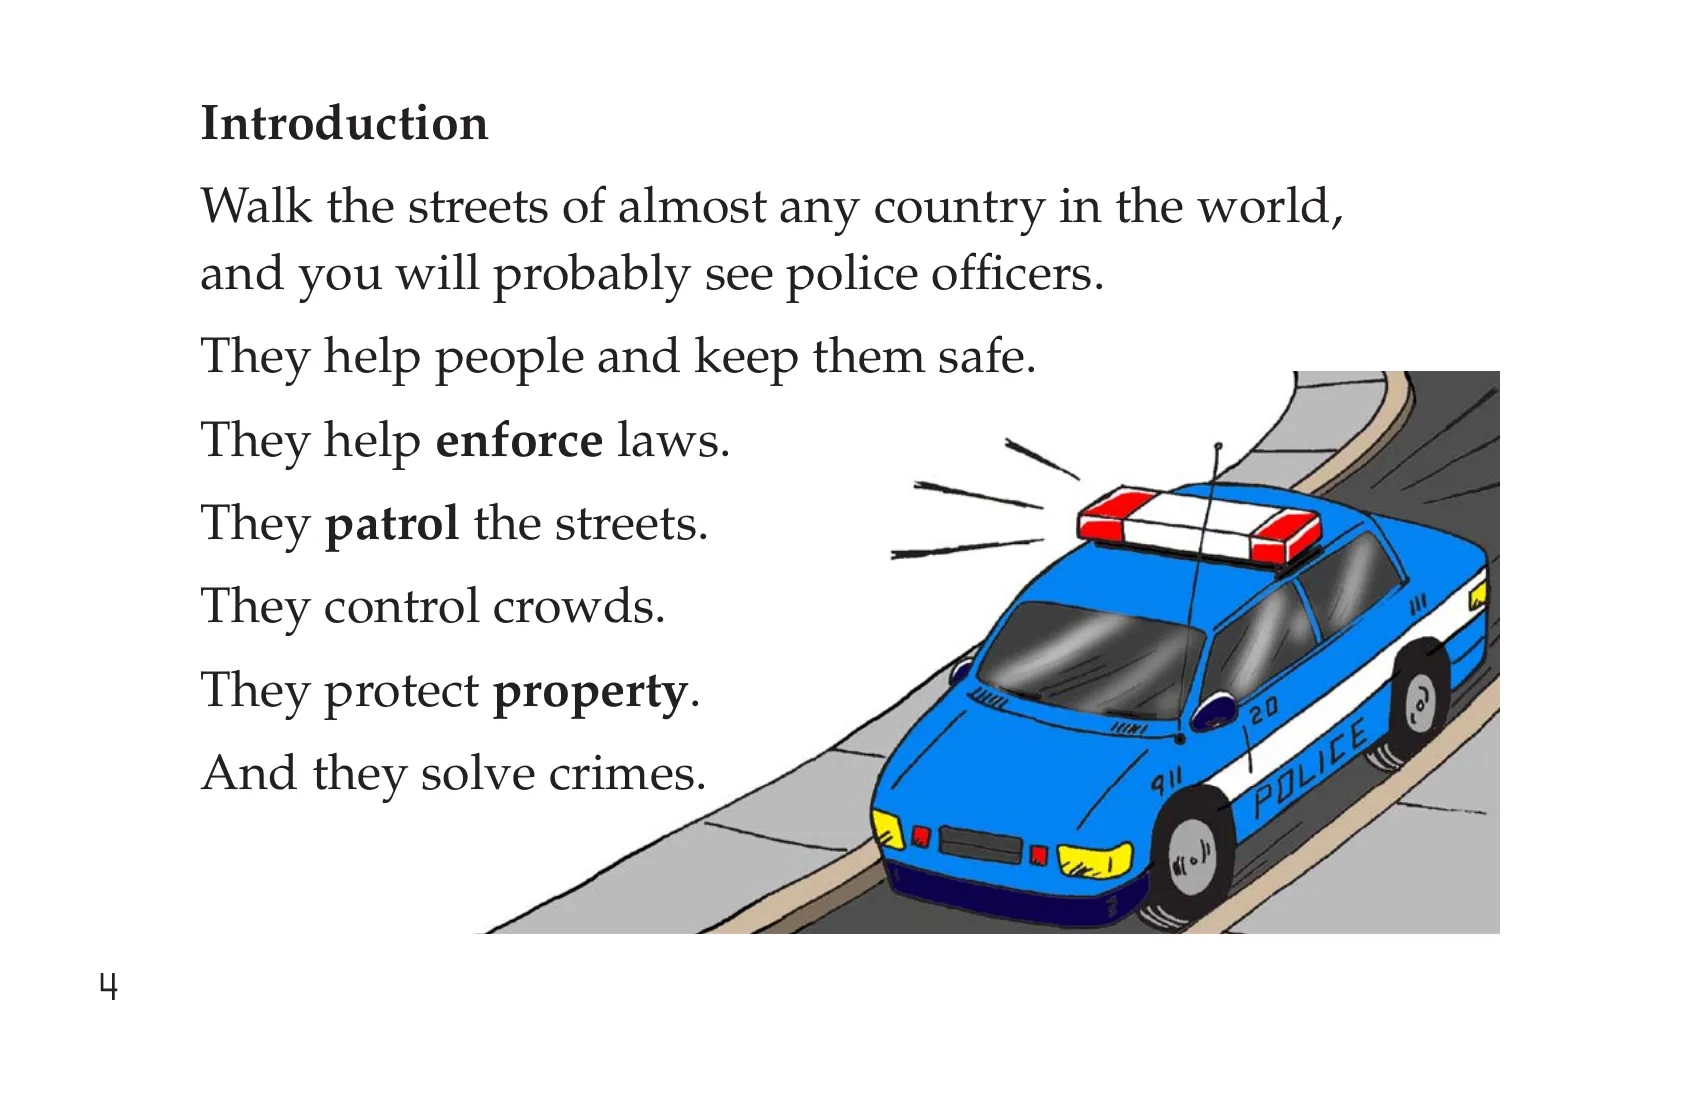 Introduction
Walk the streets of almost any country in the world,
and you will probably see police officers.
They help people and keep them safe.
They help enforce laws.
They patrol the streets.
They control crowds.
They protect property.
And they solve crimes.
20
911
POLICE
4